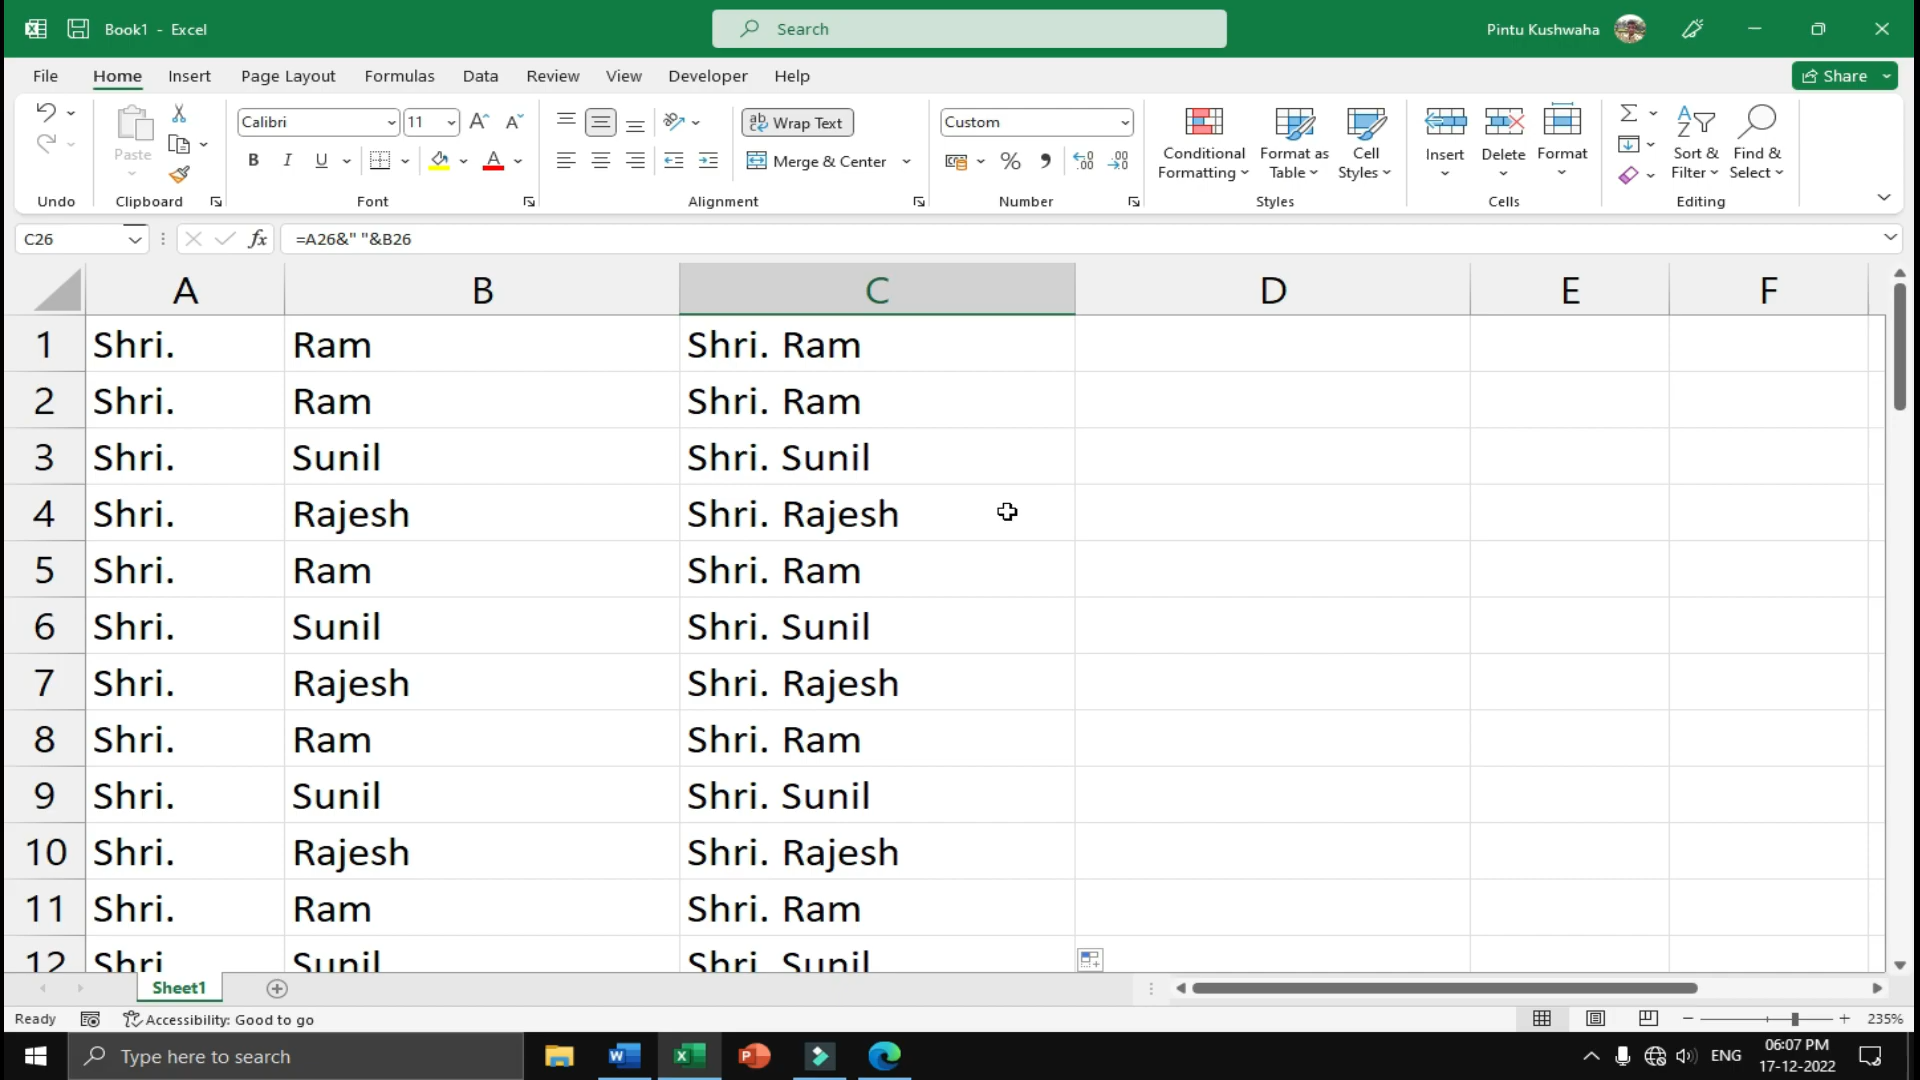 Book1 - Excel
Search
Pintu Kushwaha
File Home Insert Page Layout Formulas Data Review View Developer Help
Share
Paste
Calibri 11
Wrap Text
Merge & Center
Custom
Conditional Formatting
Format as Table
Cell Styles
Insert
Delete
Format
Sort & Filter
Find & Select
Undo Clipboard Font Alignment Number Styles Cells Editing
C26 fx =A26&" "&B26
A B C D E F
1 Shri. Ram Shri. Ram
2 Shri. Ram Shri. Ram
3 Shri. Sunil Shri. Sunil
4 Shri. Rajesh Shri. Rajesh
5 Shri. Ram Shri. Ram
6 Shri. Sunil Shri. Sunil
7 Shri. Rajesh Shri. Rajesh
8 Shri. Ram Shri. Ram
9 Shri. Sunil Shri. Sunil
10 Shri. Rajesh Shri. Rajesh
11 Shri. Ram Shri. Ram
12 Shri. Sunil Shri. Sunil
Sheet1
Ready Accessibility: Good to go 235%
Type here to search
ENG
06:07 PM
17-12-2022